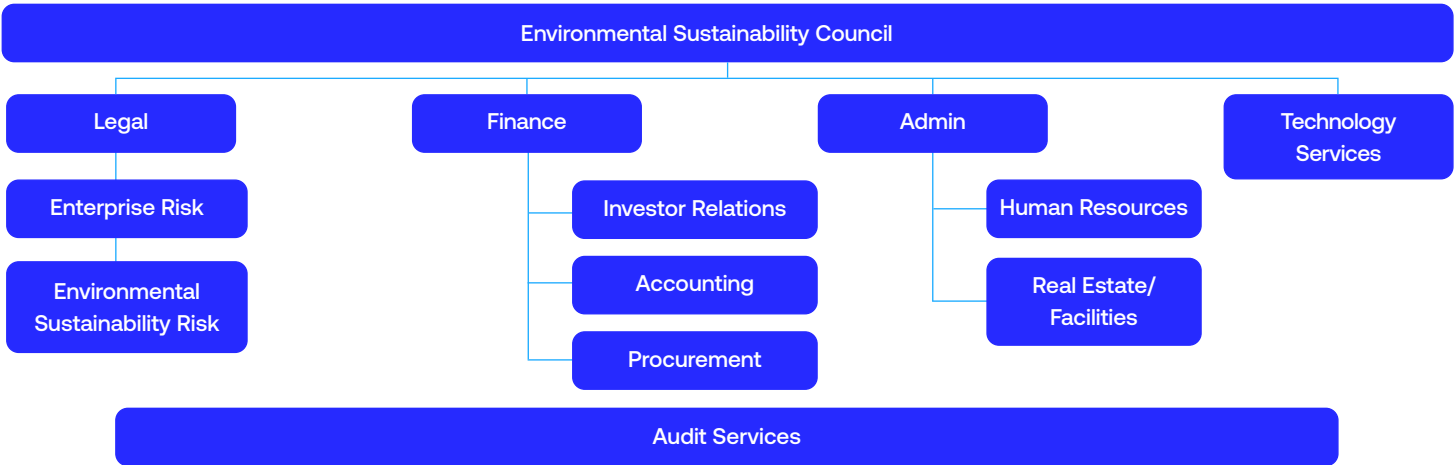 Environmental Sustainability Council
Legal
Finance
Admin
Technology
Services
Enterprise Risk
Investor Relations
Human Resources
Environmental
Sustainability Risk
Accounting
Real Estate/
Facilities
Procurement
Audit Services